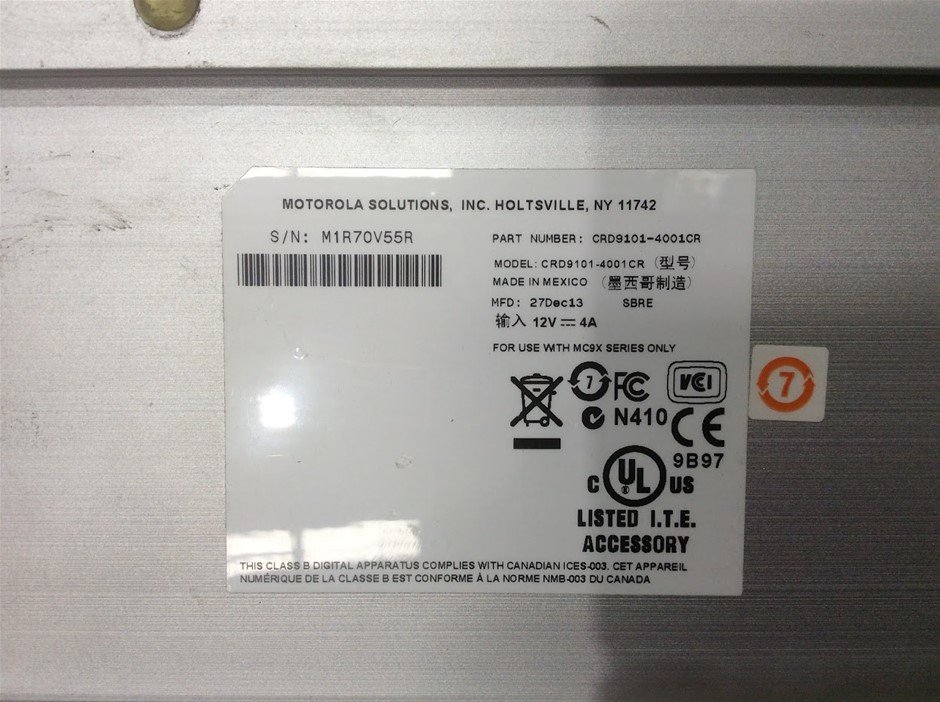 MOTOROLA SOLUTIONS, INC. HOLTSVILLE, NY 11742
S/N: M1R70V55R
PART NUMBER: CRD9101-4001CR
MODEL: CRD9101-4001CR (型号)
MADE IN MEXICO (墨西哥制造)
MFD: 27Dec13 SBRE
输入 12V ⎓ 4A
FOR USE WITH MC9X SERIES ONLY
7 FC VCI
7
N410 CE
9B97
C UL US
LISTED I.T.E.
ACCESSORY
THIS CLASS B DIGITAL APPARATUS COMPLIES WITH CANADIAN ICES-003. CET APPAREIL
NUMÉRIQUE DE LA CLASSE B EST CONFORME À LA NORME NMB-003 DU CANADA